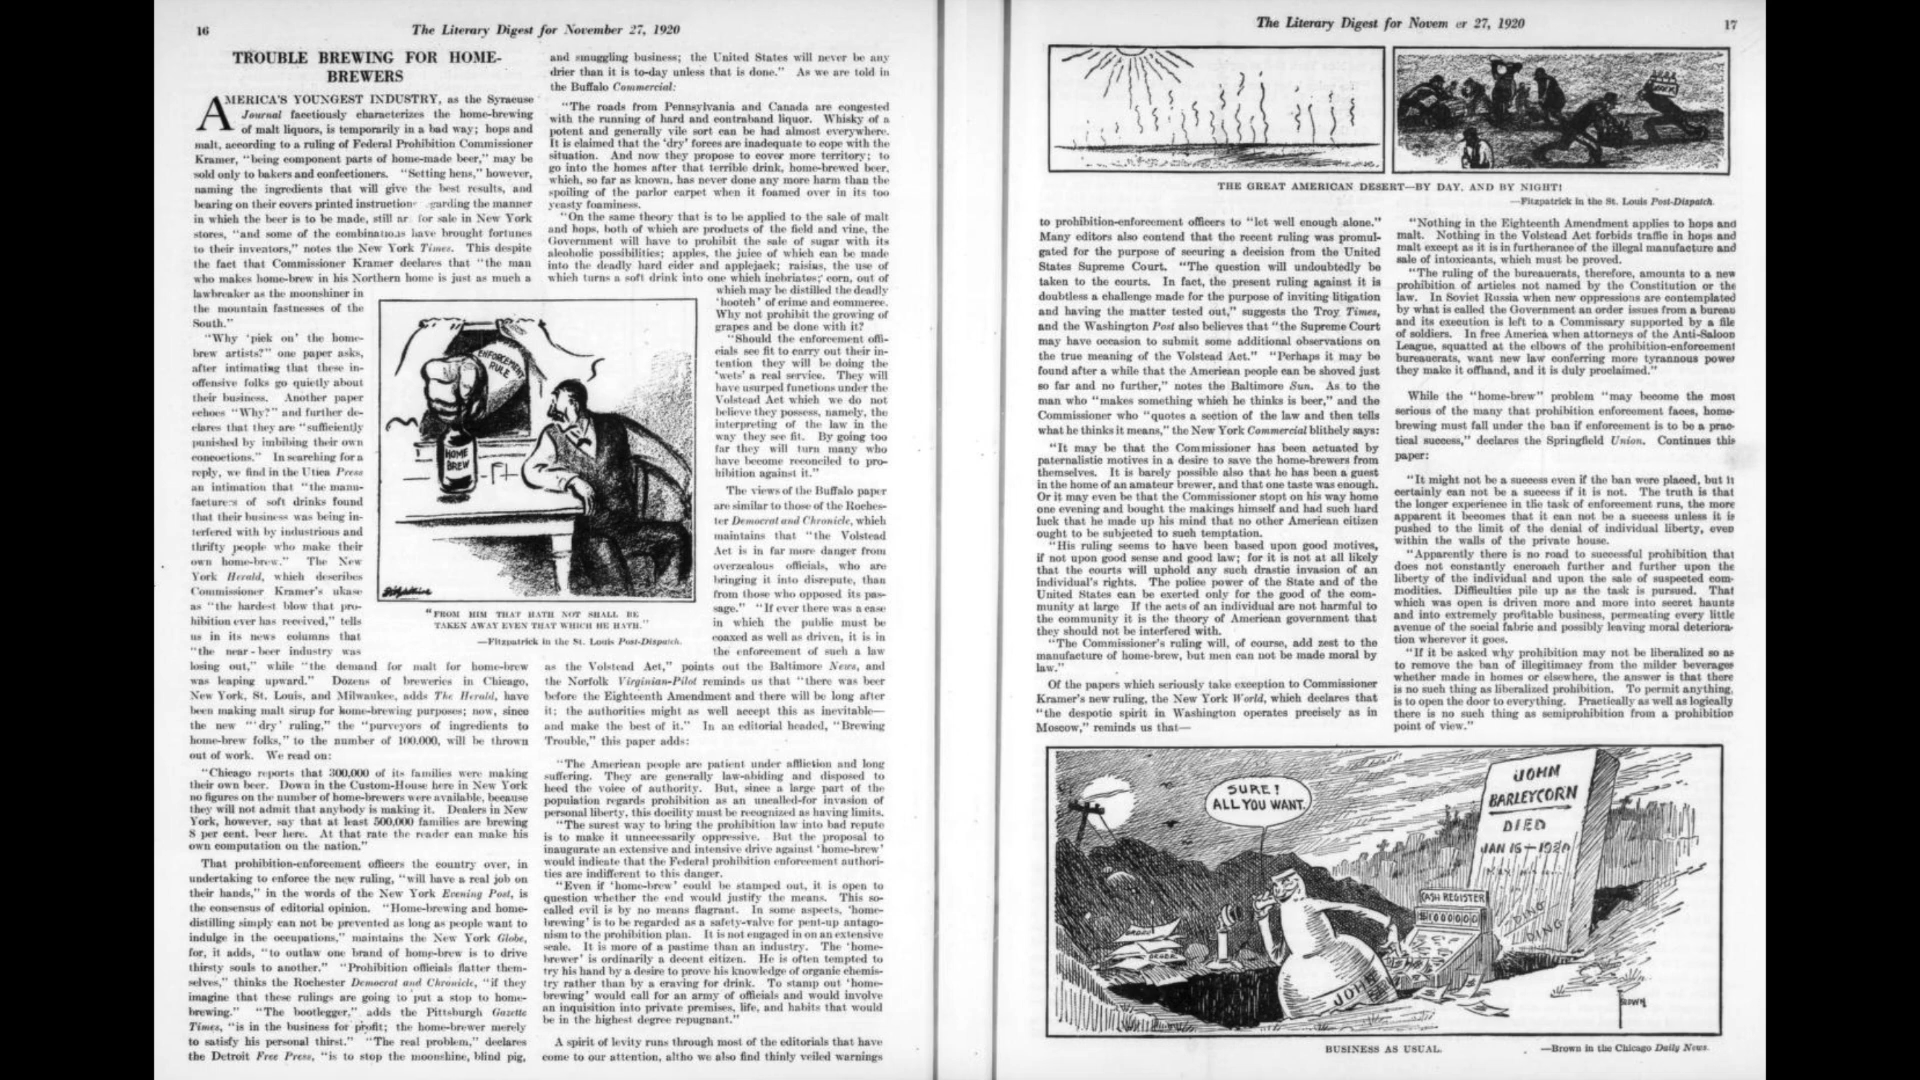 16
The Literary Digest for November 27, 1920
TROUBLE BREWING FOR HOME-
BREWERS
AMERICA'S YOUNGEST INDUSTRY, as the Syracuse
Journal facetiously characterizes the home-brewing
of malt liquors, is temporarily in a bad way; hops and
malt, according to a ruling of Federal Prohibition Commissioner
Kramer, "being component parts of home-made beer," may be
sold only to bakers and confectioners. "Setting hens," however,
naming the ingredients that will give the best results, and
bearing on their covers printed instruction garding the manner
in which the beer is to be made, still ar for sale in New York
stores, "and some of the combinations have brought fortunes
to their inventors," notes the New York Times. This despite
the fact that Commissioner Kramer declares that "the man
who makes home-brew in his Northern home is just as much a
lawbreaker as the moonshiner in
the mountain fastnesses of the
South."
"Why 'pick on' the home-
brew artists?" one paper asks,
after intimating that these in-
offensive folks go quietly about
their business. Another paper
echoes "Why?" and further de-
clares that they are "sufficiently
punished by imbibing their own
concoctions." In searching for a
reply, we find in the Utica Press
an intimation that "the manu-
facturers of soft drinks found
that their business was being in-
terfered with by industrious and
thrifty people who make their
own home-brew." The New
York Herald, which describes
Commissioner Kramer's ukase
as "the hardest blow that pro-
hibition ever has received," tells
us in its news columns that
"the near-beer industry was
losing out," while "the demand for malt for home-brew
was leaping upward." Dozens of breweries in Chicago,
New York, St. Louis, and Milwaukee, adds The Herald, have
been making malt sirup for home-brewing purposes; now, since
the new "'dry' ruling," the "purveyors of ingredients to
home-brew folks," to the number of 100,000, will be thrown
out of work. We read on:
"Chicago reports that 300,000 of its families were making
their own beer. Down in the Custom-House here in New York
no figures on the number of home-brewers were available, because
they will not admit that anybody is making it. Dealers in New
York, however, say that at least 500,000 families are brewing
8 per cent. beer here. At that rate the reader can make his
own computation on the nation."
That prohibition-enforcement officers the country over, in
undertaking to enforce the new ruling, "will have a real job on
their hands," in the words of the New York Evening Post, is
the consensus of editorial opinion. "Home-brewing and home-
distilling simply can not be prevented as long as people want to
indulge in the occupations," maintains the New York Globe,
for, it adds, "to outlaw one brand of home-brew is to drive
thirsty souls to another." "Prohibition officials flatter them-
selves," thinks the Rochester Democrat and Chronicle, "if they
imagine that these rulings are going to put a stop to home-
brewing." "The bootlegger," adds the Pittsburgh Gazette
Times, "is in the business for profit; the home-brewer merely
to satisfy his personal thirst." "The real problem," declares
the Detroit Free Press, "is to stop the moonshine, blind pig,
and smuggling business; the United States will never be any
drier than it is to-day unless that is done." As we are told in
the Buffalo Commercial:
"The roads from Pennsylvania and Canada are congested
with the running of hard and contraband liquor. Whisky of a
potent and generally vile sort can be had almost everywhere.
It is claimed that the 'dry' forces are inadequate to cope with the
situation. And now they propose to cover more territory; to
go into the homes after that terrible drink, home-brewed beer,
which, so far as known, has never done any more harm than the
spoiling of the parlor carpet when it foamed over in its too
yeasty foaminess.
"On the same theory that is to be applied to the sale of malt
and hops, both of which are products of the field and vine, the
Government will have to prohibit the sale of sugar with its
alcoholic possibilities; apples, the juice of which can be made
into the deadly hard cider and applejack; raisins, the use of
which turns a soft drink into one which inebriates; corn, out of
which may be distilled the deadly
'hootch' of crime and commerce.
Why not prohibit the growing of
grapes and be done with it?
"Should the enforcement offi-
cials see fit to carry out their in-
tention they will be doing the
'wets' a real service. They will
have usurped functions under the
Volstead Act which we do not
believe they possess, namely, the
interpreting of the law in the
way they see fit. By going too
far they will turn many who
have become reconciled to pro-
hibition against it."
The views of the Buffalo paper
are similar to those of the Roches-
ter Democrat and Chronicle, which
maintains that "the Volstead
Act is in far more danger from
overzealous officials, who are
bringing it into disrepute, than
from those who opposed its pas-
sage." "If ever there was a case
in which the public must be
coaxed as well as driven, it is in
the enforcement of such a law
as the Volstead Act," points out the Baltimore News, and
the Norfolk Virginian-Pilot reminds us that "there was beer
before the Eighteenth Amendment and there will be long after
it; the authorities might as well accept this as inevitable—
and make the best of it." In an editorial headed, "Brewing
Trouble," this paper adds:
"The American people are patient under affliction and long
suffering. They are generally law-abiding and disposed to
heed the voice of authority. But, since a large part of the
population regards prohibition as an uncalled-for invasion of
personal liberty, this docility must be recognized as having limits.
"The surest way to bring the prohibition law into bad repute
is to make it unnecessarily oppressive. But the proposal to
inaugurate an extensive and intensive drive against 'home-brew'
would indicate that the Federal prohibition enforcement authori-
ties are indifferent to this danger.
"Even if 'home-brew' could be stamped out, it is open to
question whether the end would justify the means. This so-
called evil is by no means flagrant. In some aspects, 'home-
brewing' is to be regarded as a safety-valve for pent-up antago-
nism to the prohibition plan. It is not engaged in on an extensive
scale. It is more of a pastime than an industry. The 'home-
brewer' is ordinarily a decent citizen. He is often tempted to
try his hand by a desire to prove his knowledge of organic chemis-
try rather than by a craving for drink. To stamp out 'home-
brewing' would call for an army of officials and would involve
an inquisition into private premises, life, and habits that would
be in the highest degree repugnant."
A spirit of levity runs through most of the editorials that have
come to our attention, altho we also find thinly veiled warnings
ENFORCEMENT
RULE
HOME
BREW
"FROM HIM THAT HATH NOT SHALL BE
TAKEN AWAY EVEN THAT WHICH HE HATH."
—Fitzpatrick in the St. Louis Post-Dispatch.
The Literary Digest for Novem er 27, 1920
17
THE GREAT AMERICAN DESERT—BY DAY, AND BY NIGHT!
—Fitzpatrick in the St. Louis Post-Dispatch.
to prohibition-enforcement officers to "let well enough alone."
Many editors also contend that the recent ruling was promul-
gated for the purpose of securing a decision from the United
States Supreme Court. "The question will undoubtedly be
taken to the courts. In fact, the present ruling against it is
doubtless a challenge made for the purpose of inviting litigation
and having the matter tested out," suggests the Troy Times,
and the Washington Post also believes that "the Supreme Court
may have occasion to submit some additional observations on
the true meaning of the Volstead Act." "Perhaps it may be
found after a while that the American people can be shoved just
so far and no further," notes the Baltimore Sun. As to the
man who "makes something which he thinks is beer," and the
Commissioner who "quotes a section of the law and then tells
what he thinks it means," the New York Commercial blithely says:
"It may be that the Commissioner has been actuated by
paternalistic motives in a desire to save the home-brewers from
themselves. It is barely possible also that he has been a guest
in the home of an amateur brewer, and that one taste was enough.
Or it may even be that the Commissioner stopt on his way home
one evening and bought the makings himself and had such hard
luck that he made up his mind that no other American citizen
ought to be subjected to such temptation.
"His ruling seems to have been based upon good motives,
if not upon good sense and good law; for it is not at all likely
that the courts will uphold any such drastic invasion of an
individual's rights. The police power of the State and of the
United States can be exerted only for the good of the com-
munity at large If the acts of an individual are not harmful to
the community it is the theory of American government that
they should not be interfered with.
"The Commissioner's ruling will, of course, add zest to the
manufacture of home-brew, but men can not be made moral by
law."
Of the papers which seriously take exception to Commissioner
Kramer's new ruling, the New York World, which declares that
"the despotic spirit in Washington operates precisely as in
Moscow," reminds us that—
"Nothing in the Eighteenth Amendment applies to hops and
malt. Nothing in the Volstead Act forbids traffic in hops and
malt except as it is in furtherance of the illegal manufacture and
sale of intoxicants, which must be proved.
"The ruling of the bureaucrats, therefore, amounts to a new
prohibition of articles not named by the Constitution or the
law. In Soviet Russia when new oppressions are contemplated
by what is called the Government an order issues from a bureau
and its execution is left to a Commissary supported by a file
of soldiers. In free America when attorneys of the Anti-Saloon
League, squatted at the elbows of the prohibition-enforcement
bureaucrats, want new law conferring more tyrannous power
they make it offhand, and it is duly proclaimed."
While the "home-brew" problem "may become the most
serious of the many that prohibition enforcement faces, home-
brewing must fall under the ban if enforcement is to be a prac-
tical success," declares the Springfield Union. Continues this
paper:
"It might not be a success even if the ban were placed, but it
certainly can not be a success if it is not. The truth is that
the longer experience in the task of enforcement runs, the more
apparent it becomes that it can not be a success unless it is
pushed to the limit of the denial of individual liberty, even
within the walls of the private house.
"Apparently there is no road to successful prohibition that
does not constantly encroach further and further upon the
liberty of the individual and upon the sale of suspected com-
modities. Difficulties pile up as the task is pursued. That
which was open is driven more and more into secret haunts
and into extremely profitable business, permeating every little
avenue of the social fabric and possibly leaving moral deteriora-
tion wherever it goes.
"If it be asked why prohibition may not be liberalized so as
to remove the ban of illegitimacy from the milder beverages
whether made in homes or elsewhere, the answer is that there
is no such thing as liberalized prohibition. To permit anything,
is to open the door to everything. Practically as well as logically
there is no such thing as semiprohibition from a prohibition
point of view."
SURE!
ALL YOU WANT.
JOHN
BARLEYCORN
DIED
JAN 16—1920
CASH REGISTER
$1000000
DING
DING
ORDER
JOHN
BROWN
BUSINESS AS USUAL.
—Brown in the Chicago Daily News.